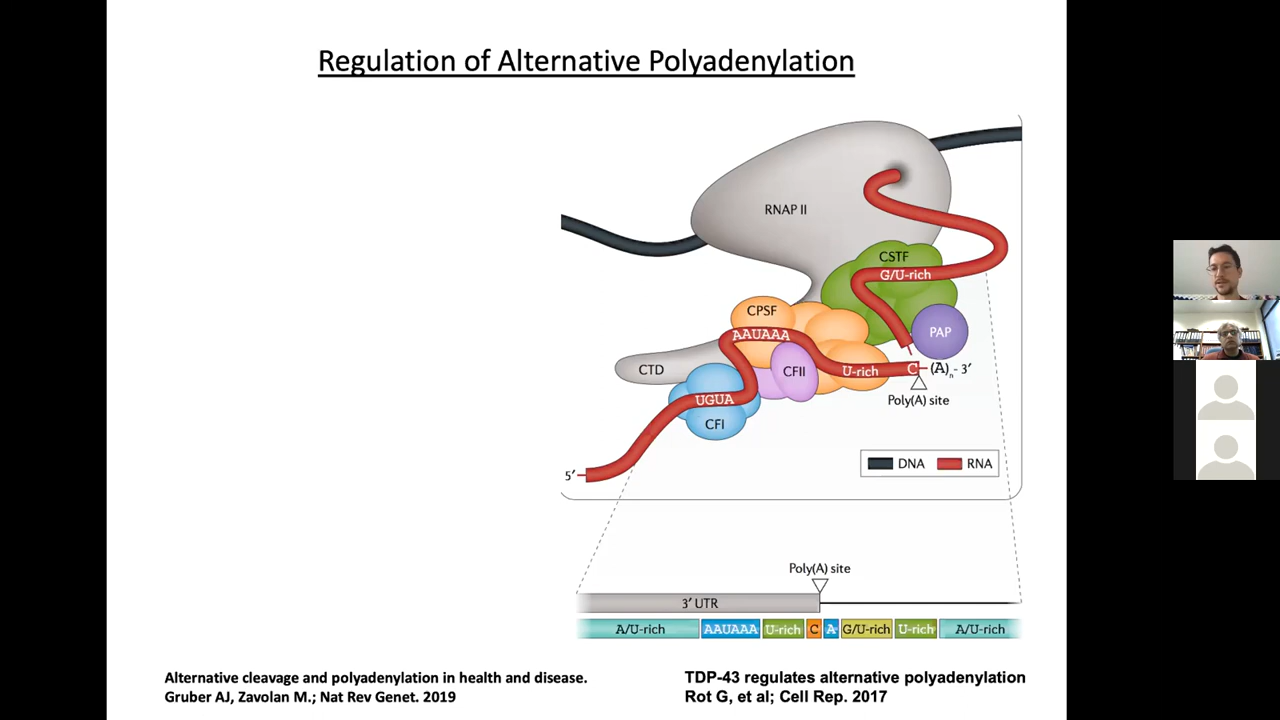 Regulation of Alternative Polyadenylation
RNAP II
CSTF
G/U-rich
CPSF
AAUAAA
PAP
CTD
CFII
U-rich
C
(A)n - 3′
UGUA
Poly(A) site
CFI
DNA
RNA
5′
Poly(A) site
3′ UTR
A/U-rich AAUAAA U-rich C A G/U-rich U-rich A/U-rich
Alternative cleavage and polyadenylation in health and disease.
Gruber AJ, Zavolan M.; Nat Rev Genet. 2019
TDP-43 regulates alternative polyadenylation
Rot G, et al; Cell Rep. 2017